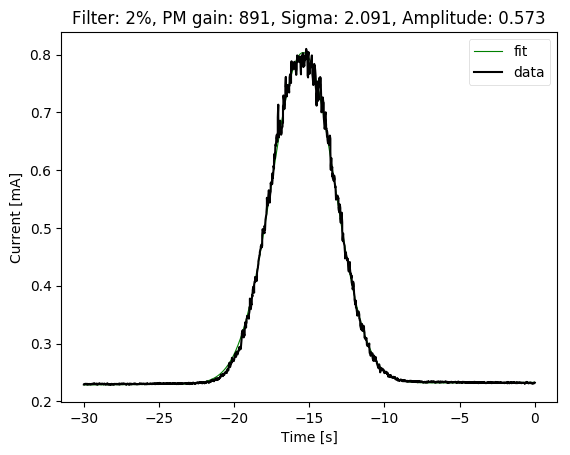 Filter: 2%, PM gain: 891, Sigma: 2.091, Amplitude: 0.573
fit
data
0.8
0.7
0.6
0.5
0.4
0.3
0.2
Current [mA]
−30
−25
−20
−15
−10
−5
0
Time [s]